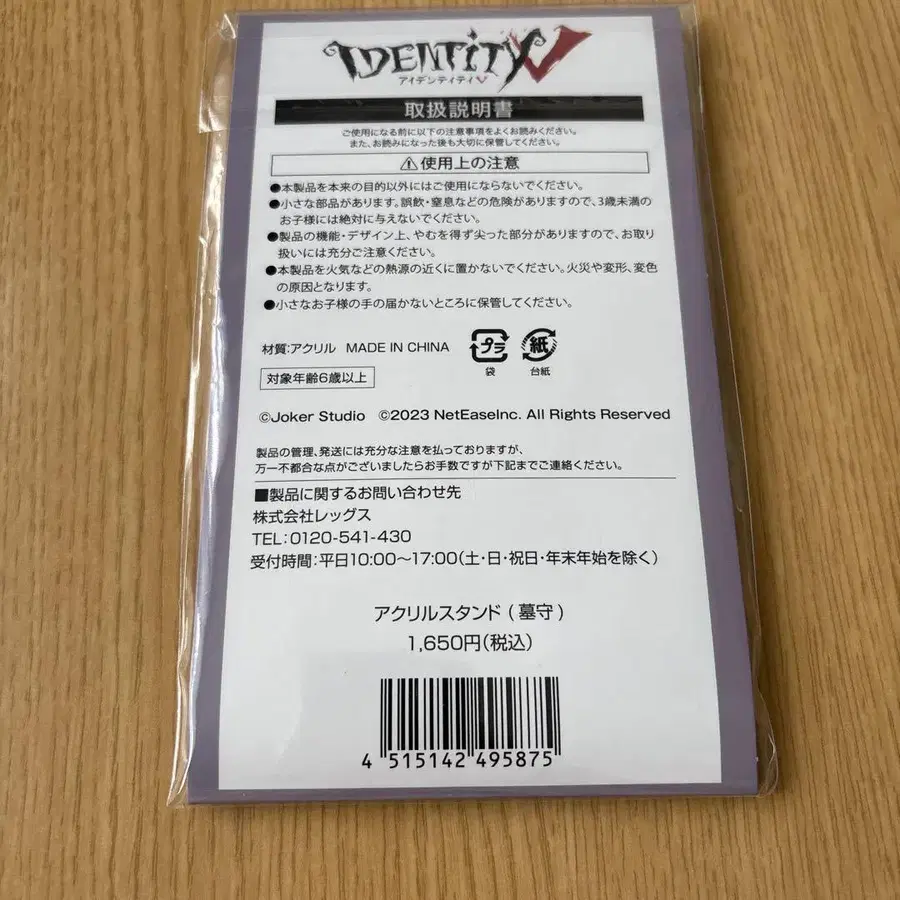 IDENTITY V
アイデンティティV
取扱説明書
ご使用になる前に以下の注意事項をよくお読みください。
また、お読みになった後も大切に保管してください。
⚠使用上の注意
●本製品を本来の目的以外にはご使用にならないでください。
●小さな部品があります。誤飲・窒息などの危険がありますので、3歳未満の
お子様には絶対に与えないでください。
●製品の機能・デザイン上、やむを得ず尖った部分がありますので、お取り
扱いには充分ご注意ください。
●本製品を火気などの熱源の近くに置かないでください。火災や変形、変色
の原因となります。
●小さなお子様の手の届かないところに保管してください。
材質:アクリル MADE IN CHINA
プラ 紙
袋 台紙
対象年齢6歳以上
©Joker Studio ©2023 NetEaseInc. All Rights Reserved
製品の管理、発送には充分な注意を払っておりますが、
万一不都合な点がございましたらお手数ですが下記までご連絡ください。
■製品に関するお問い合わせ先
株式会社レッグス
TEL:0120-541-430
受付時間:平日10:00～17:00(土・日・祝日・年末年始を除く)
アクリルスタンド(墓守)
1,650円(税込)
4 515142 495875